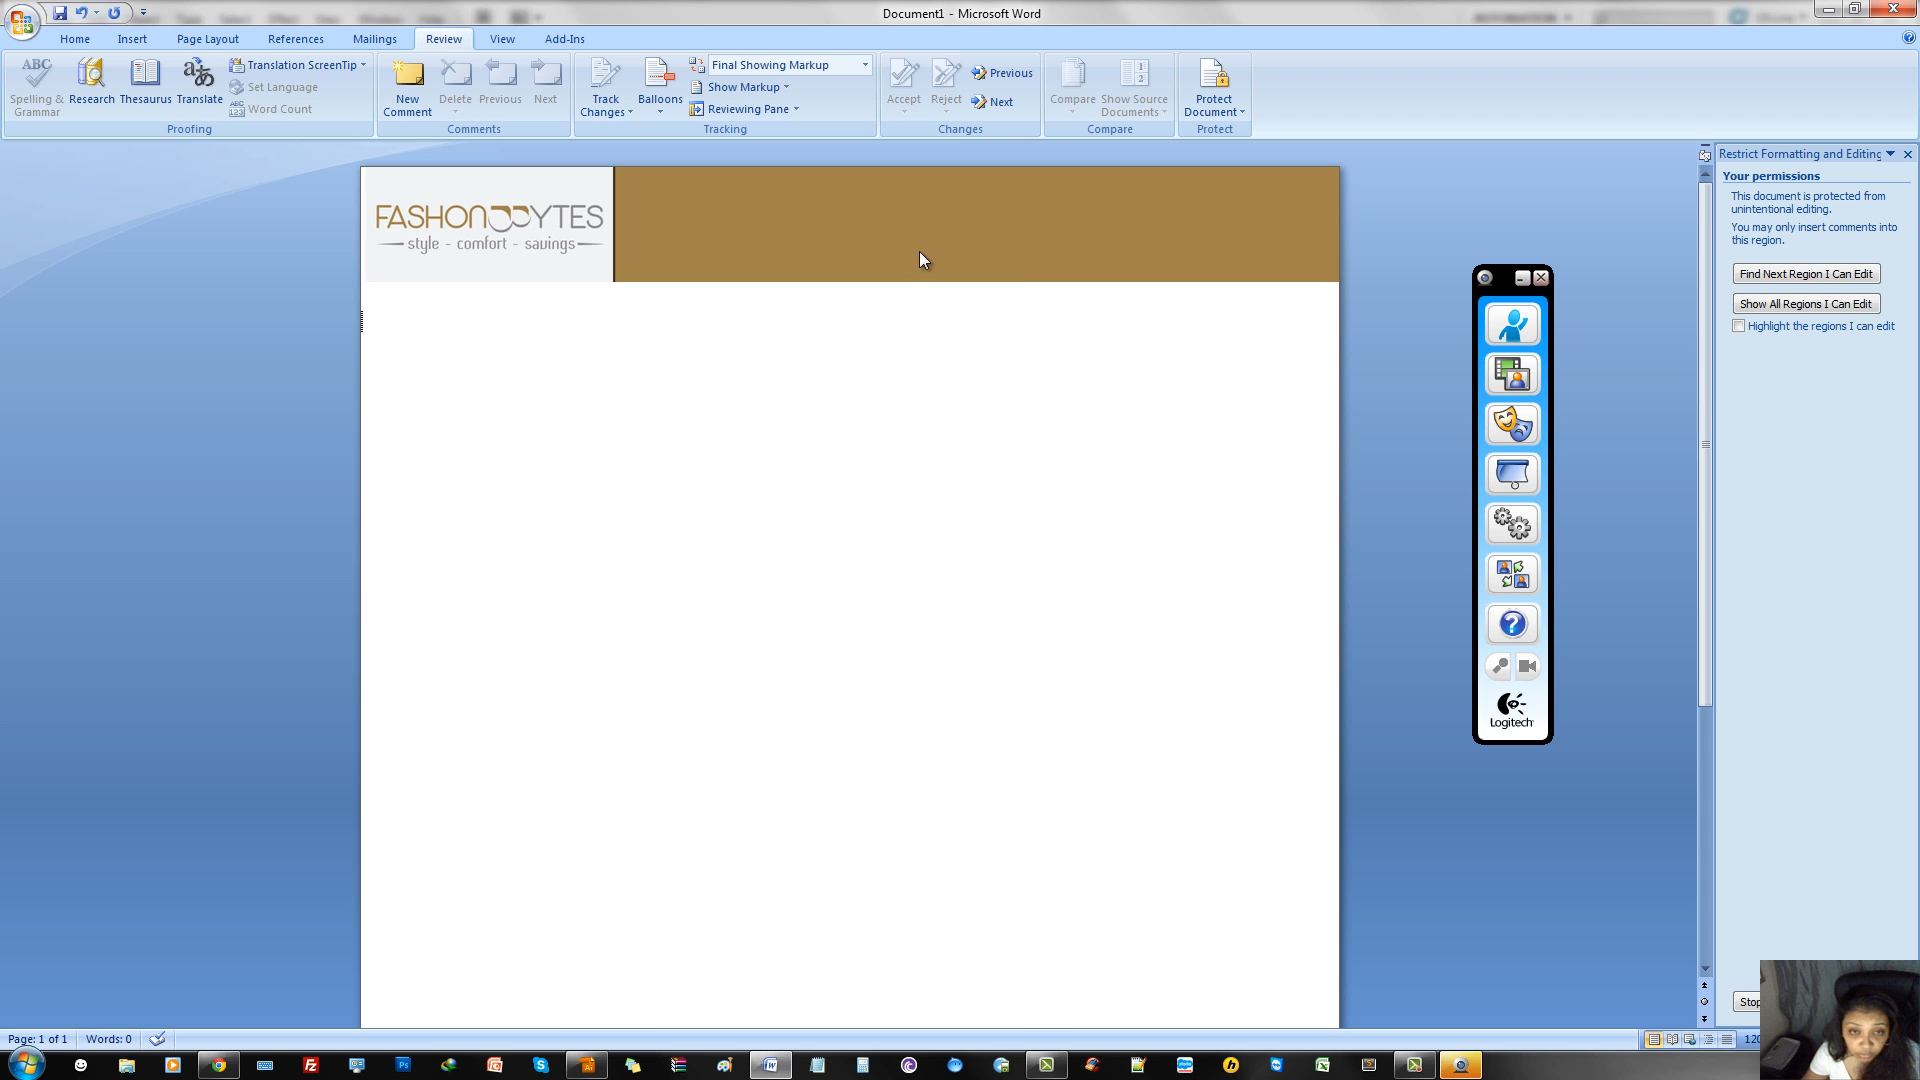 Document1 - Microsoft Word
Home Insert Page Layout References Mailings Review View Add-Ins
ABC
Spelling & Grammar
Research
Thesaurus
Translate
Translation ScreenTip
Set Language
ABC 123 Word Count
Proofing
New Comment
Delete
Previous
Next
Comments
Track Changes
Balloons
Final Showing Markup
Show Markup
Reviewing Pane
Tracking
Accept
Reject
Previous
Next
Changes
Compare
Show Source Documents
Compare
Protect Document
Protect
Restrict Formatting and Editing
Your permissions
This document is protected from
unintentional editing.
You may only insert comments into
this region.
Find Next Region I Can Edit
Show All Regions I Can Edit
Highlight the regions I can edit
FASHONBYTES
style - comfort - savings
Logitech
Stop
Page: 1 of 1 Words: 0